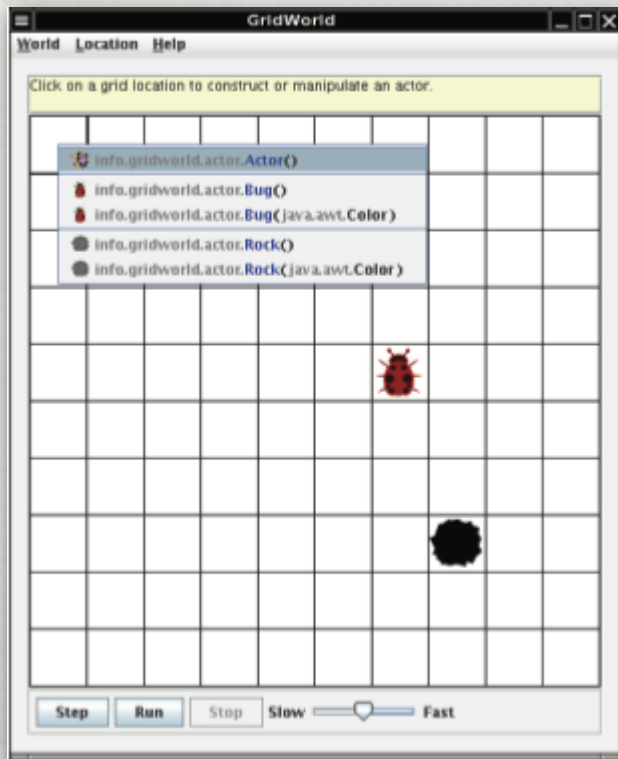 GridWorld
World Location Help
Click on a grid location to construct or manipulate an actor.
info.gridworld.actor.Actor()
info.gridworld.actor.Bug()
info.gridworld.actor.Bug(java.awt.Color)
info.gridworld.actor.Rock()
info.gridworld.actor.Rock(java.awt.Color)
Step Run Stop Slow Fast